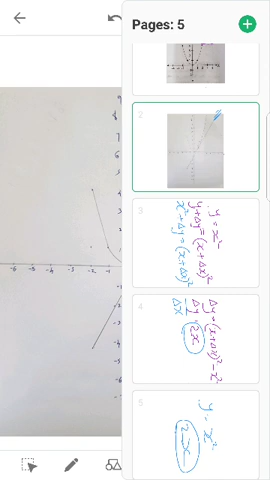 Pages: 5
-6 -5 -4 -3 -2 -1
2
3
y = x²
y+Δy = (x+Δx)²
x²+Δy = (x+Δx)²
4
Δy = (x+Δx)² - x²
Δy
Δx
2x
5
y = x²
2x